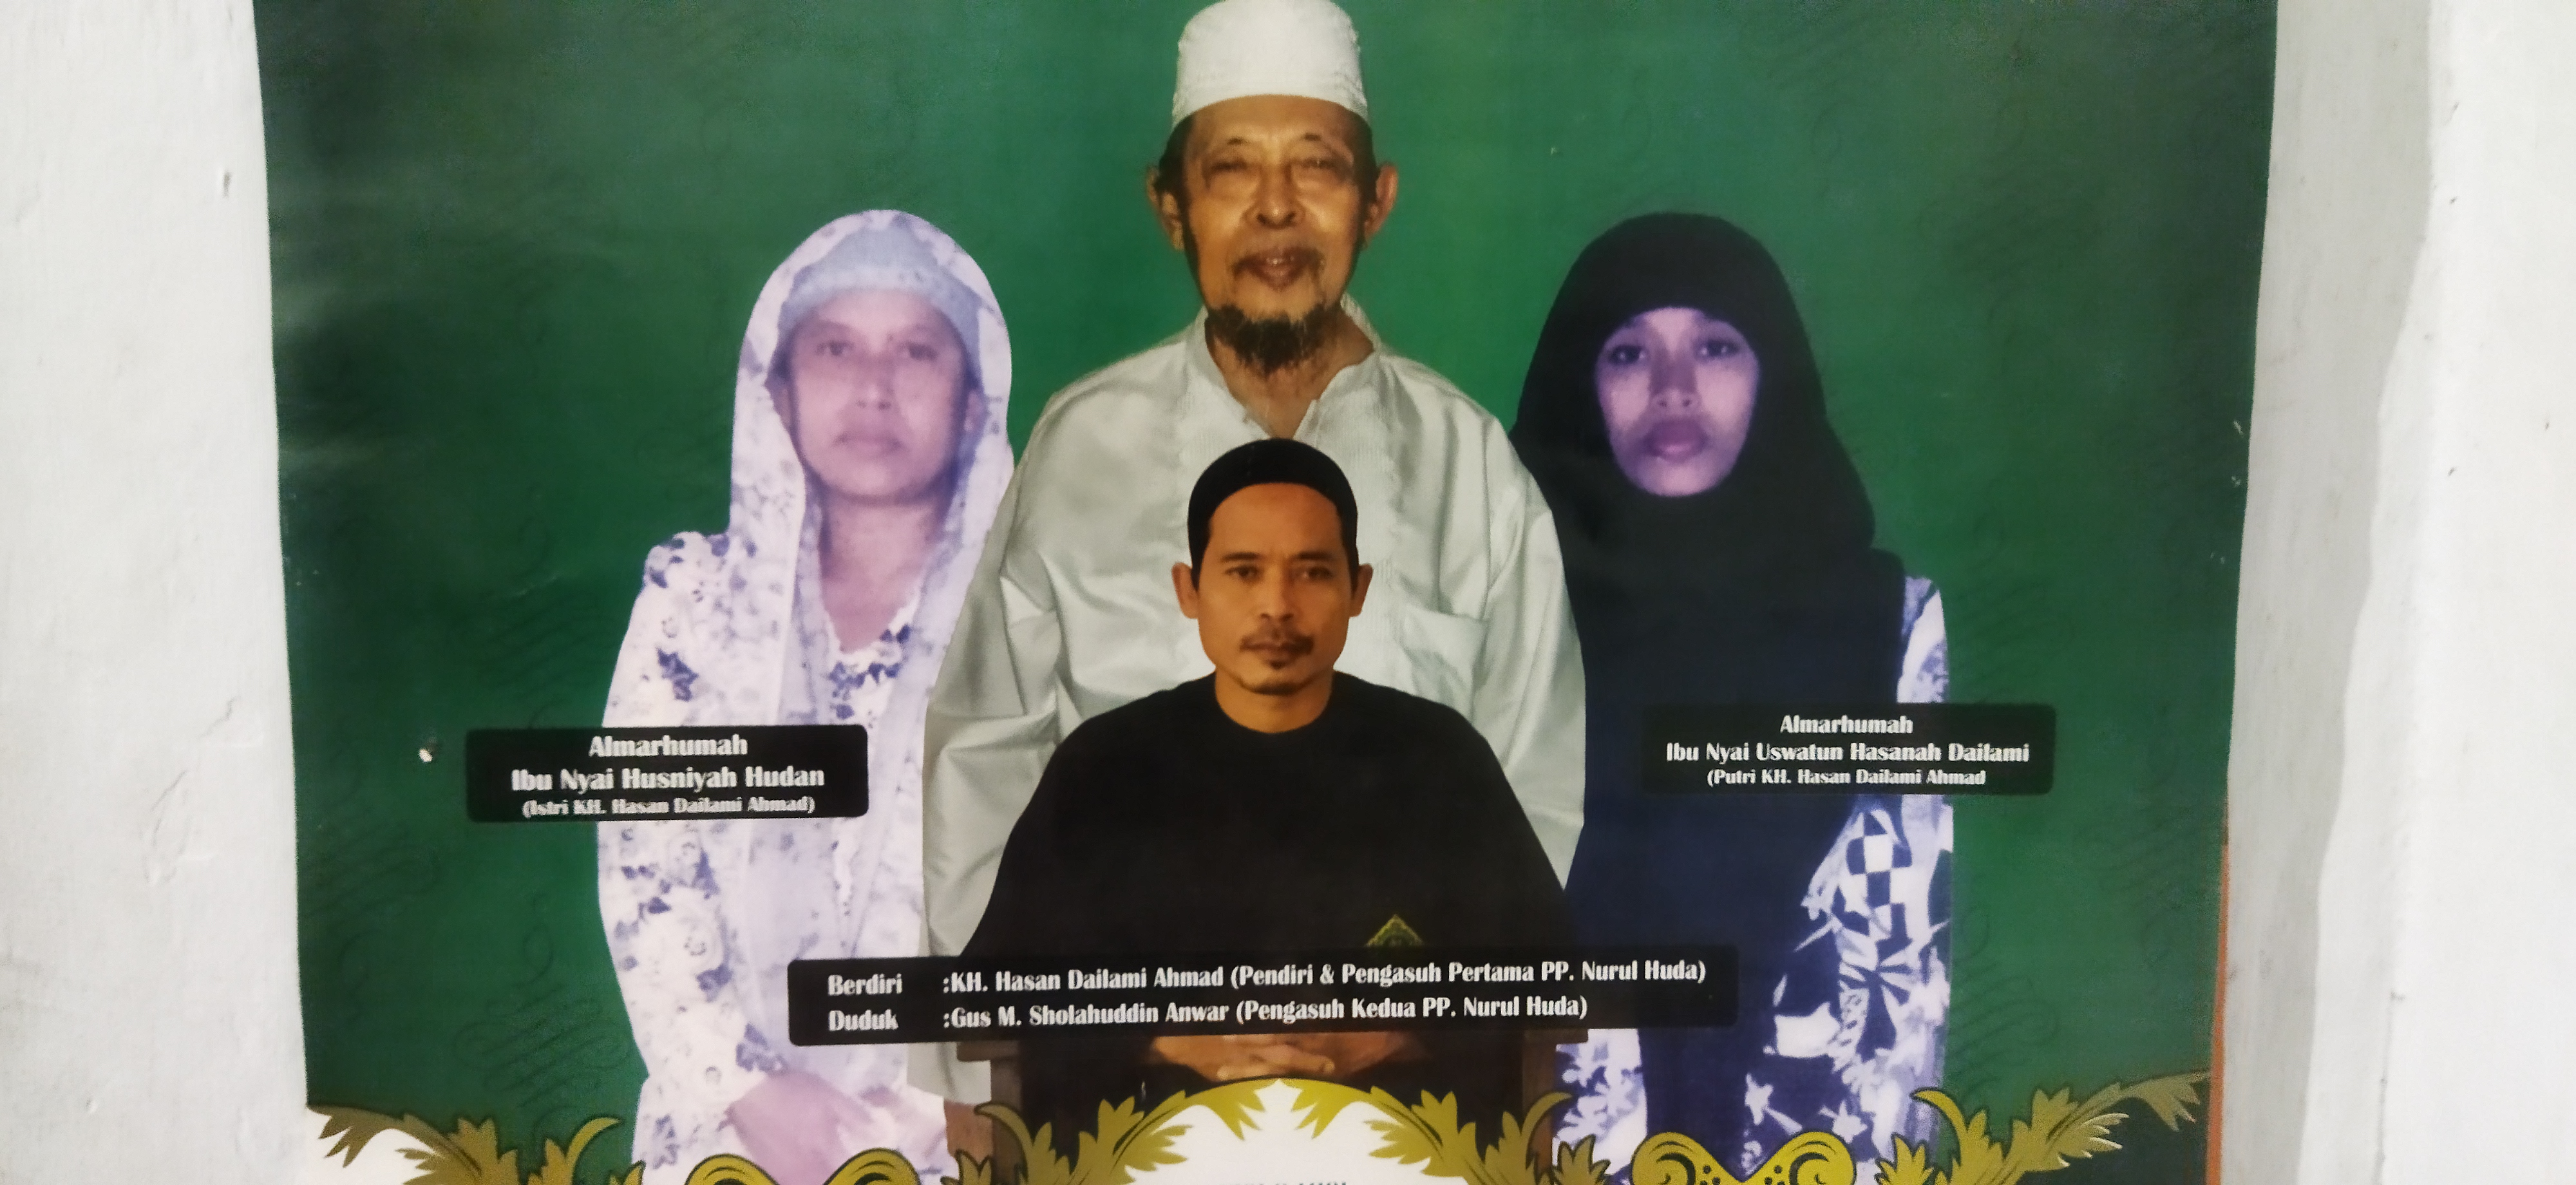 Almarhumah
Ibu Nyai Husniyah Hudan
(Istri KH. Hasan Dailami Ahmad)
Almarhumah
Ibu Nyai Uswatun Hasanah Dailami
(Putri KH. Hasan Dailami Ahmad
Berdiri :KH. Hasan Dailami Ahmad (Pendiri & Pengasuh Pertama PP. Nurul Huda)
Duduk :Gus M. Sholahuddin Anwar (Pengasuh Kedua PP. Nurul Huda)